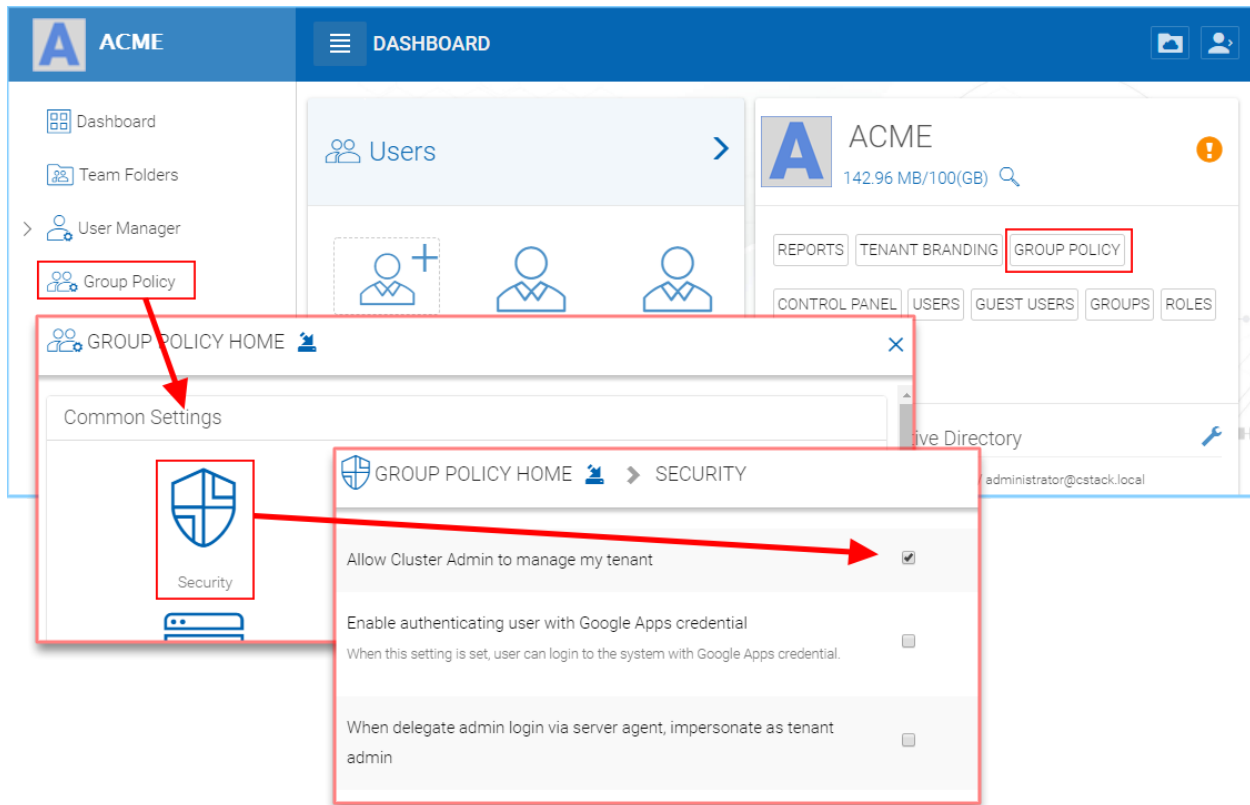 A ACME
DASHBOARD
Dashboard
Team Folders
User Manager
Group Policy
Users
A ACME
142.96 MB/100(GB)
REPORTS TENANT BRANDING GROUP POLICY
CONTROL PANEL USERS GUEST USERS GROUPS ROLES
ive Directory
/ administrator@cstack.local
GROUP POLICY HOME
Common Settings
Security
GROUP POLICY HOME > SECURITY
Allow Cluster Admin to manage my tenant
Enable authenticating user with Google Apps credential
When this setting is set, user can login to the system with Google Apps credential.
When delegate admin login via server agent, impersonate as tenant
admin